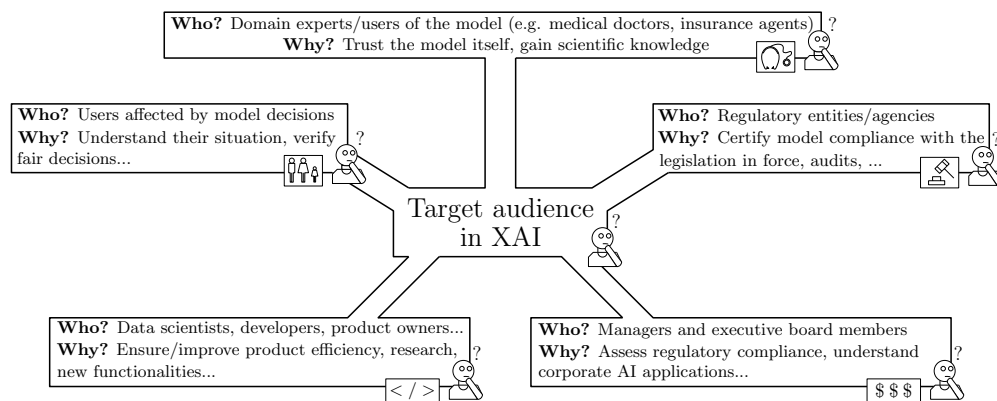 Who? Domain experts/users of the model (e.g. medical doctors, insurance agents)
Why? Trust the model itself, gain scientific knowledge
?
Who? Users affected by model decisions
Why? Understand their situation, verify
fair decisions...
?
Who? Regulatory entities/agencies
Why? Certify model compliance with the
legislation in force, audits, ...
?
Target audience
in XAI
?
Who? Data scientists, developers, product owners...
Why? Ensure/improve product efficiency, research,
new functionalities...
?
< / >
Who? Managers and executive board members
Why? Assess regulatory compliance, understand
corporate AI applications...
?
$ $ $